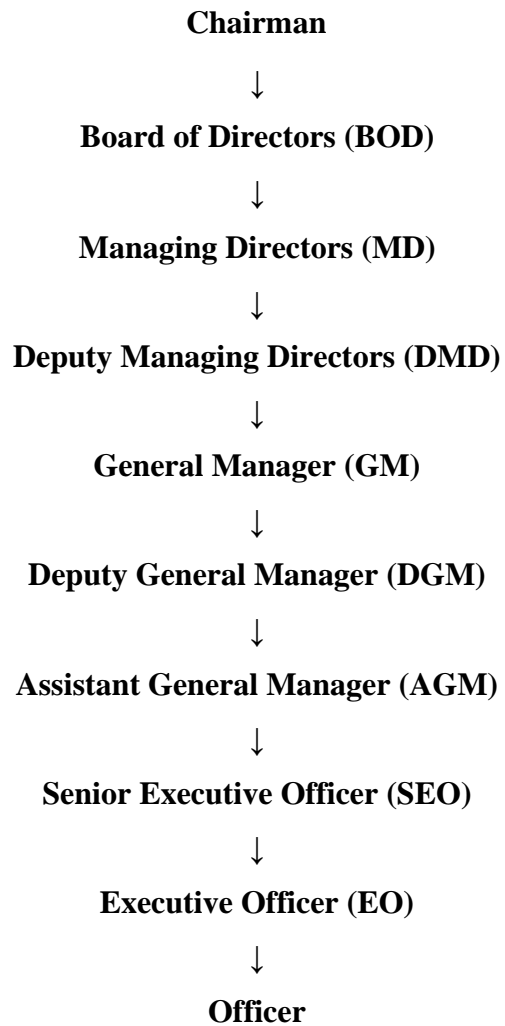 Chairman
↓
Board of Directors (BOD)
↓
Managing Directors (MD)
↓
Deputy Managing Directors (DMD)
↓
General Manager (GM)
↓
Deputy General Manager (DGM)
↓
Assistant General Manager (AGM)
↓
Senior Executive Officer (SEO)
↓
Executive Officer (EO)
↓
Officer